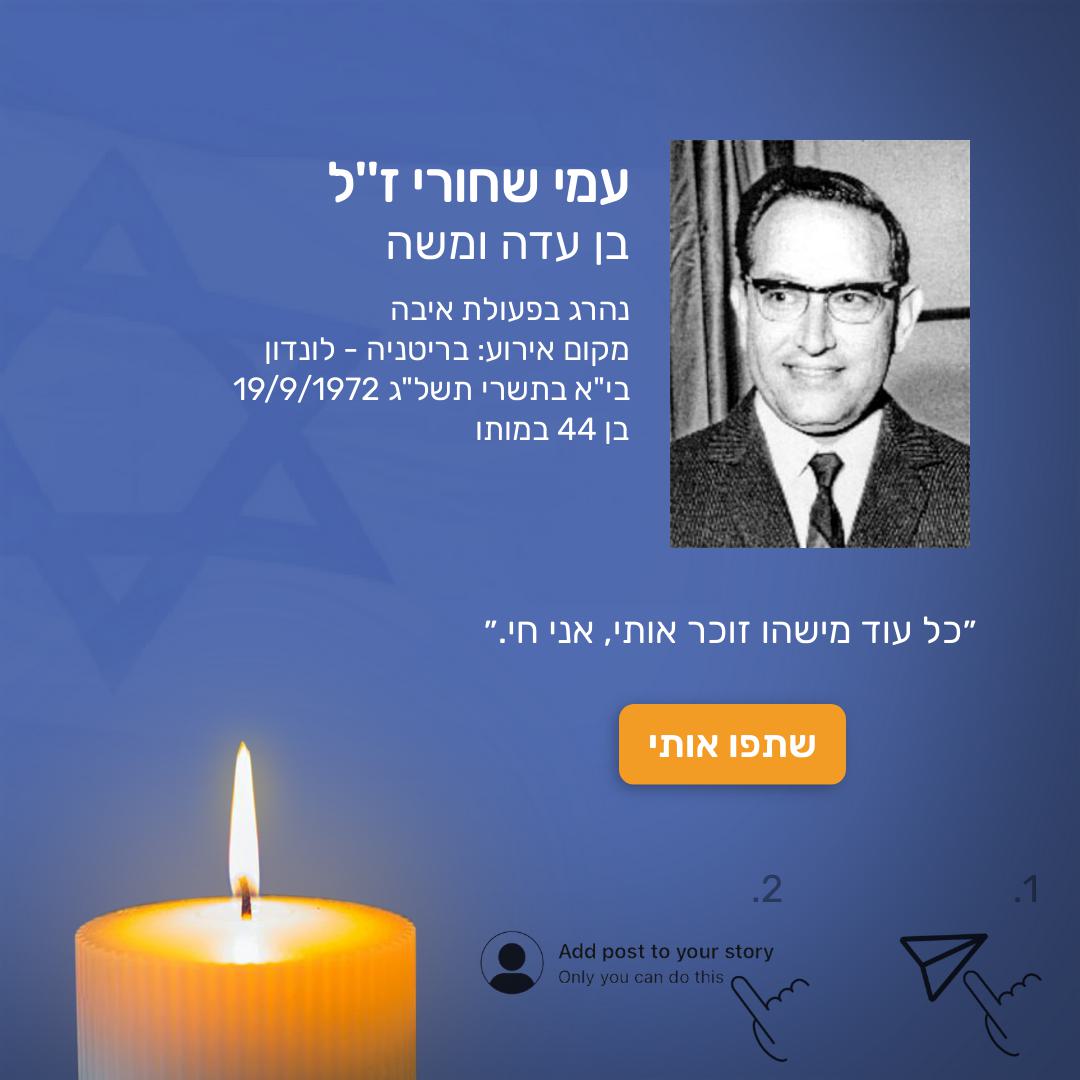 עמי שחורי ז"ל
בן עדה ומשה
נהרג בפעולת איבה
מקום אירוע: בריטניה - לונדון
בי"א בתשרי תשל"ג 19/9/1972
בן 44 במותו
״כל עוד מישהו זוכר אותי, אני חי.״
שתפו אותי
1.
2.
Add post to your story
Only you can do this